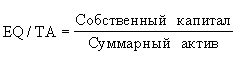 EQ / TA = Собственный капитал / Суммарный актив